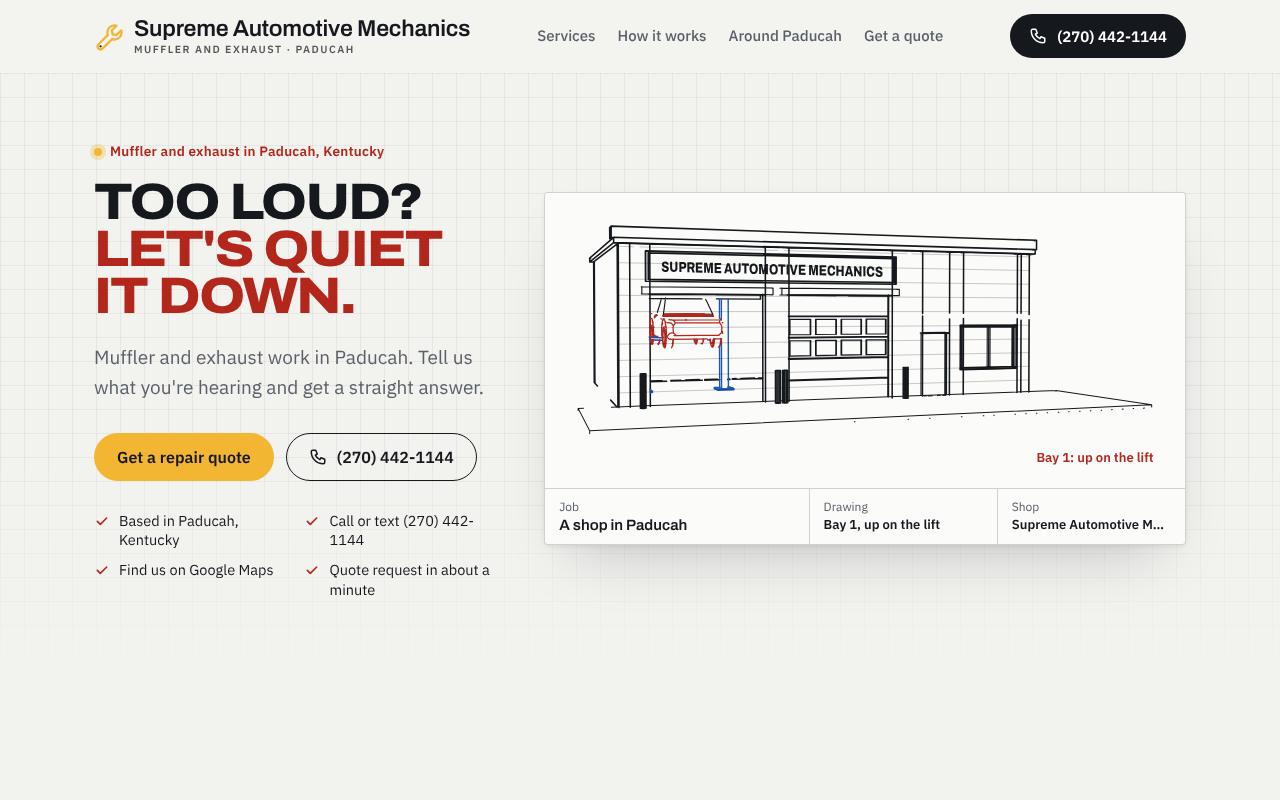 Supreme Automotive Mechanics
MUFFLER AND EXHAUST · PADUCAH
Services
How it works
Around Paducah
Get a quote
(270) 442-1144
Muffler and exhaust in Paducah, Kentucky
TOO LOUD?
LET'S QUIET
IT DOWN.
Muffler and exhaust work in Paducah. Tell us
what you're hearing and get a straight answer.
Get a repair quote
(270) 442-1144
Based in Paducah,
Kentucky
Call or text (270) 442-
1144
Find us on Google Maps
Quote request in about a
minute
SUPREME AUTOMOTIVE MECHANICS
Bay 1: up on the lift
Job
A shop in Paducah
Drawing
Bay 1, up on the lift
Shop
Supreme Automotive M...